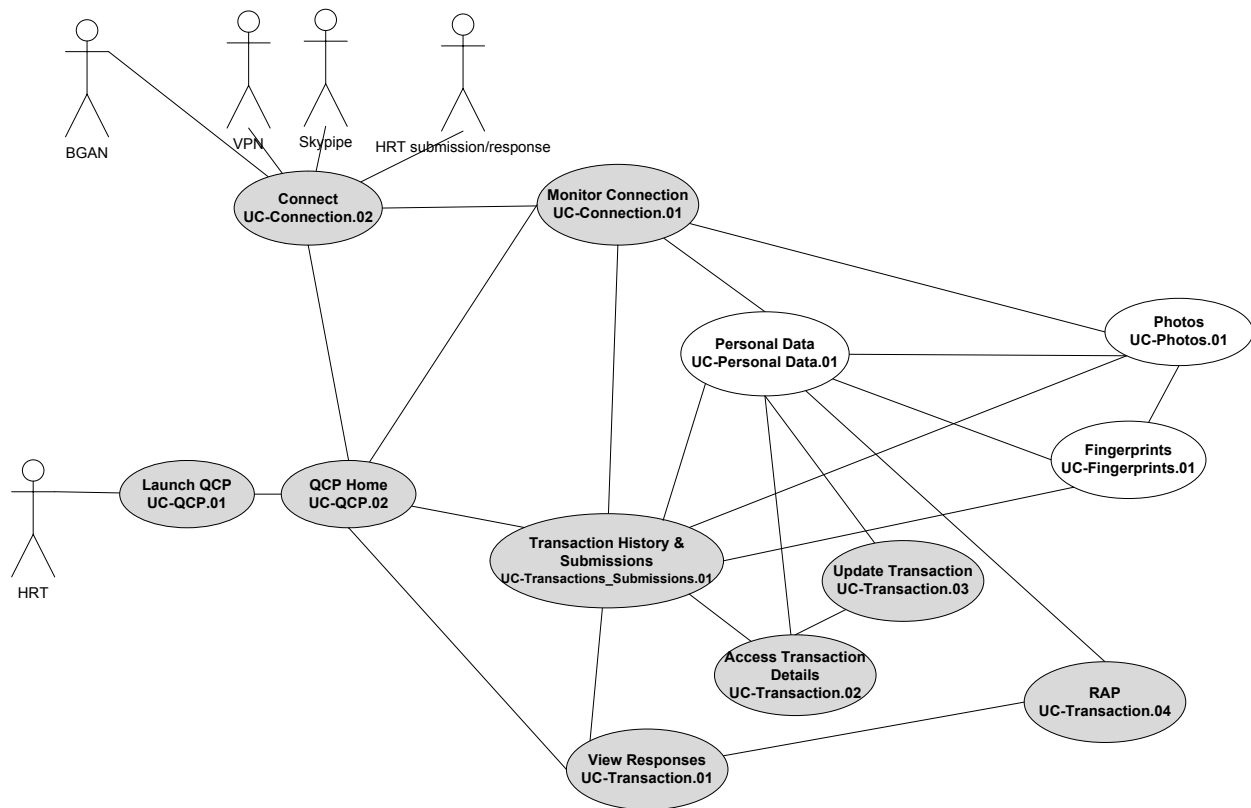 VPN
Skypipe
HRT submission/response
BGAN
Connect
UC-Connection.02
Monitor Connection
UC-Connection.01
Photos
UC-Photos.01
Personal Data
UC-Personal Data.01
Fingerprints
UC-Fingerprints.01
Launch QCP
UC-QCP.01
QCP Home
UC-QCP.02
HRT
Transaction History &
Submissions
UC-Transactions_Submissions.01
Update Transaction
UC-Transaction.03
Access Transaction
Details
UC-Transaction.02
RAP
UC-Transaction.04
View Responses
UC-Transaction.01